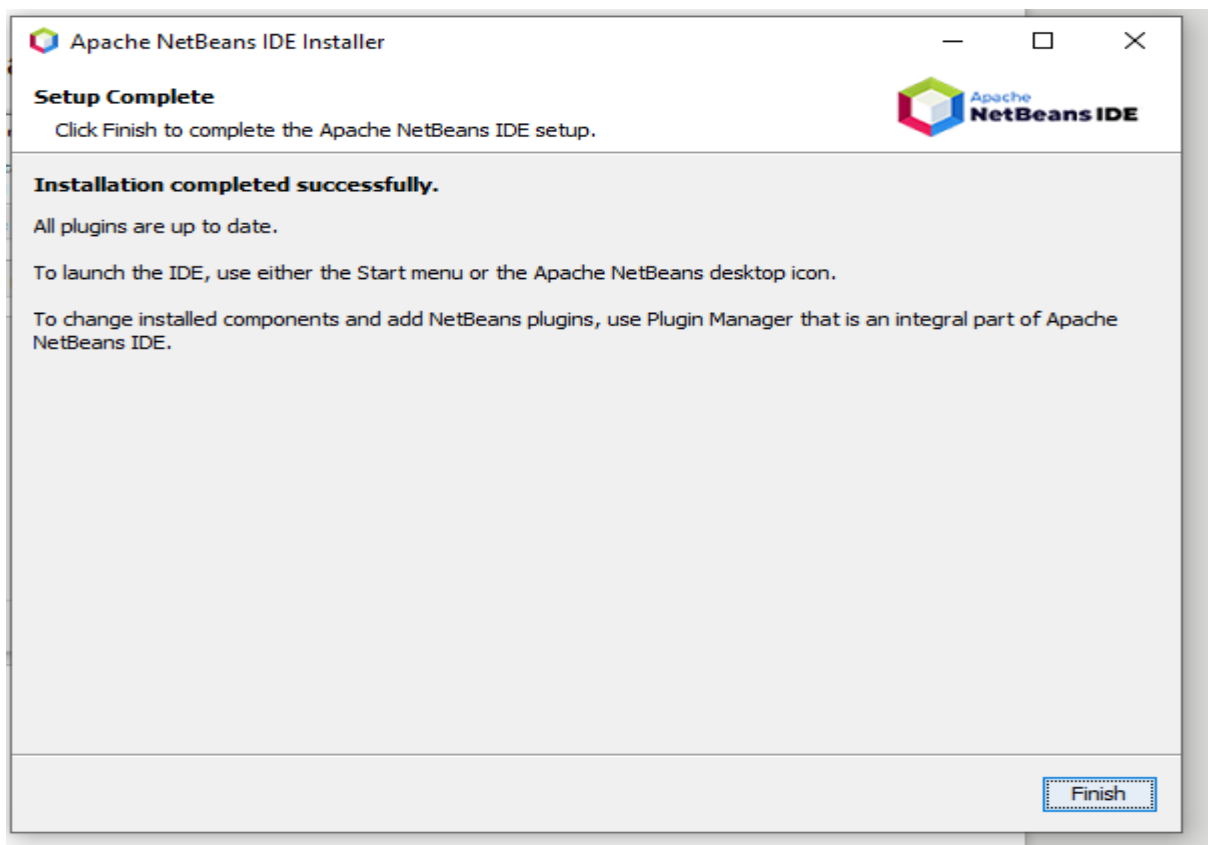 Apache NetBeans IDE Installer
Setup Complete
Click Finish to complete the Apache NetBeans IDE setup.
Apache
NetBeans IDE
Installation completed successfully.
All plugins are up to date.
To launch the IDE, use either the Start menu or the Apache NetBeans desktop icon.
To change installed components and add NetBeans plugins, use Plugin Manager that is an integral part of Apache
NetBeans IDE.
Finish